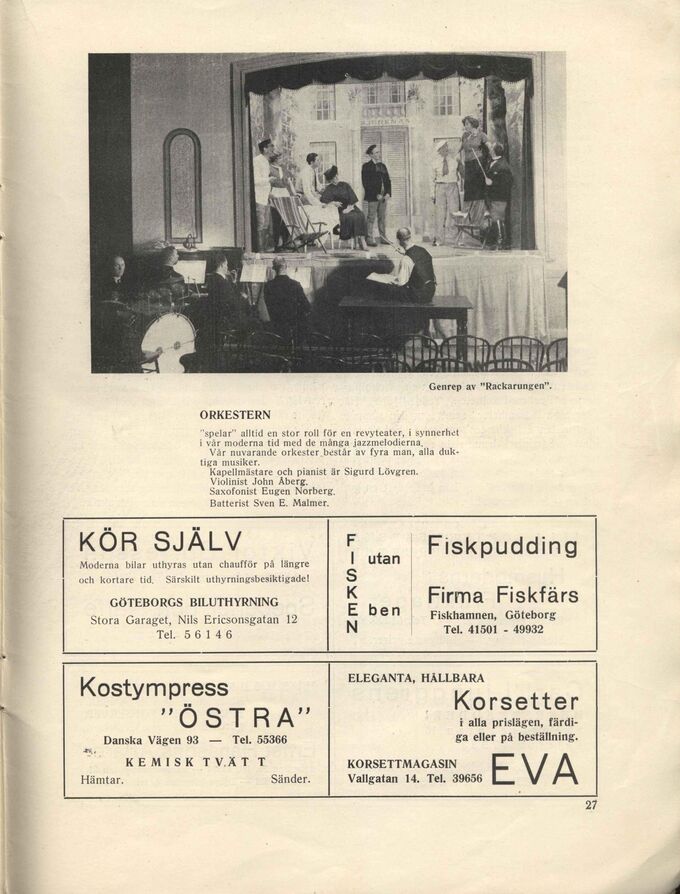 Genrep av "Rackarungen".
ORKESTERN
"spelar" alltid en stor roll för en revyteater, i synnerhet
i vår moderna tid med de många jazzmelodierna.
Vår nuvarande orkester består av fyra man, alla duk-
tiga musiker.
Kapellmästare och pianist är Sigurd Lövgren.
Violinist John Åberg.
Saxofonist Eugen Norberg.
Batterist Sven E. Malmer.
KÖR SJÄLV
Moderna bilar uthyras utan chaufför på längre
och kortare tid. Särskilt uthyrningsbesiktigade!
GÖTEBORGS BILUTHYRNING
Stora Garaget, Nils Ericsonsgatan 12
Tel. 5 6 1 4 6
FISKEN
utan
ben
Fiskpudding
Firma Fiskfärs
Fiskhamnen, Göteborg
Tel. 41501 - 49932
Kostympress
"ÖSTRA"
Danska Vägen 93 — Tel. 55366
KEMISK TVÄTT
Hämtar. Sänder.
ELEGANTA, HÅLLBARA
Korsetter
i alla prislägen, färdi-
ga eller på beställning.
KORSETTMAGASIN
Vallgatan 14. Tel. 39656
EVA
27